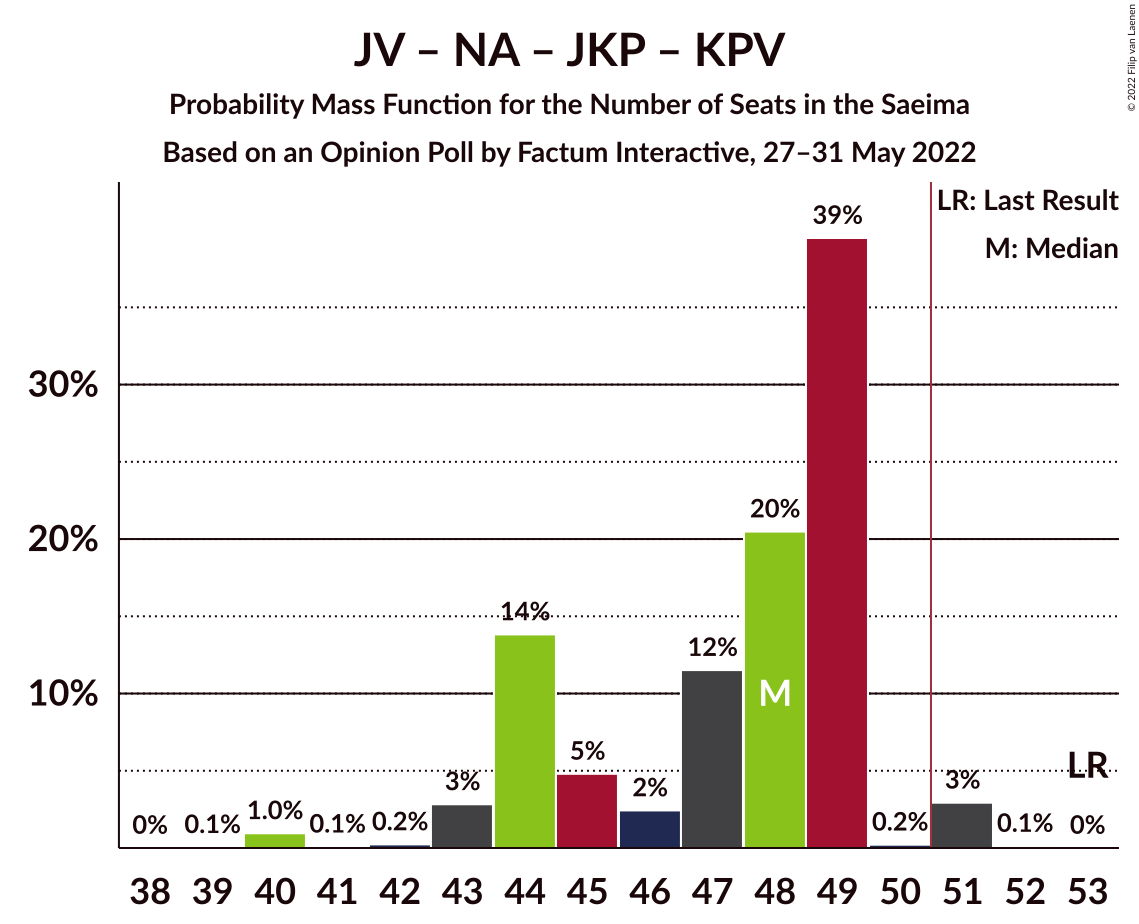 JV – NA – JKP – KPV
Probability Mass Function for the Number of Seats in the Saeima
Based on an Opinion Poll by Factum Interactive, 27–31 May 2022
© 2022 Filip van Laenen
LR: Last Result
M: Median
39%
30%
20%
20%
14%
12%
10%
M
5%
LR
3%
2%
3%
0%
0.1%
1.0%
0.1%
0.2%
0.2%
0.1%
0%
38 39 40 41 42 43 44 45 46 47 48 49 50 51 52 53